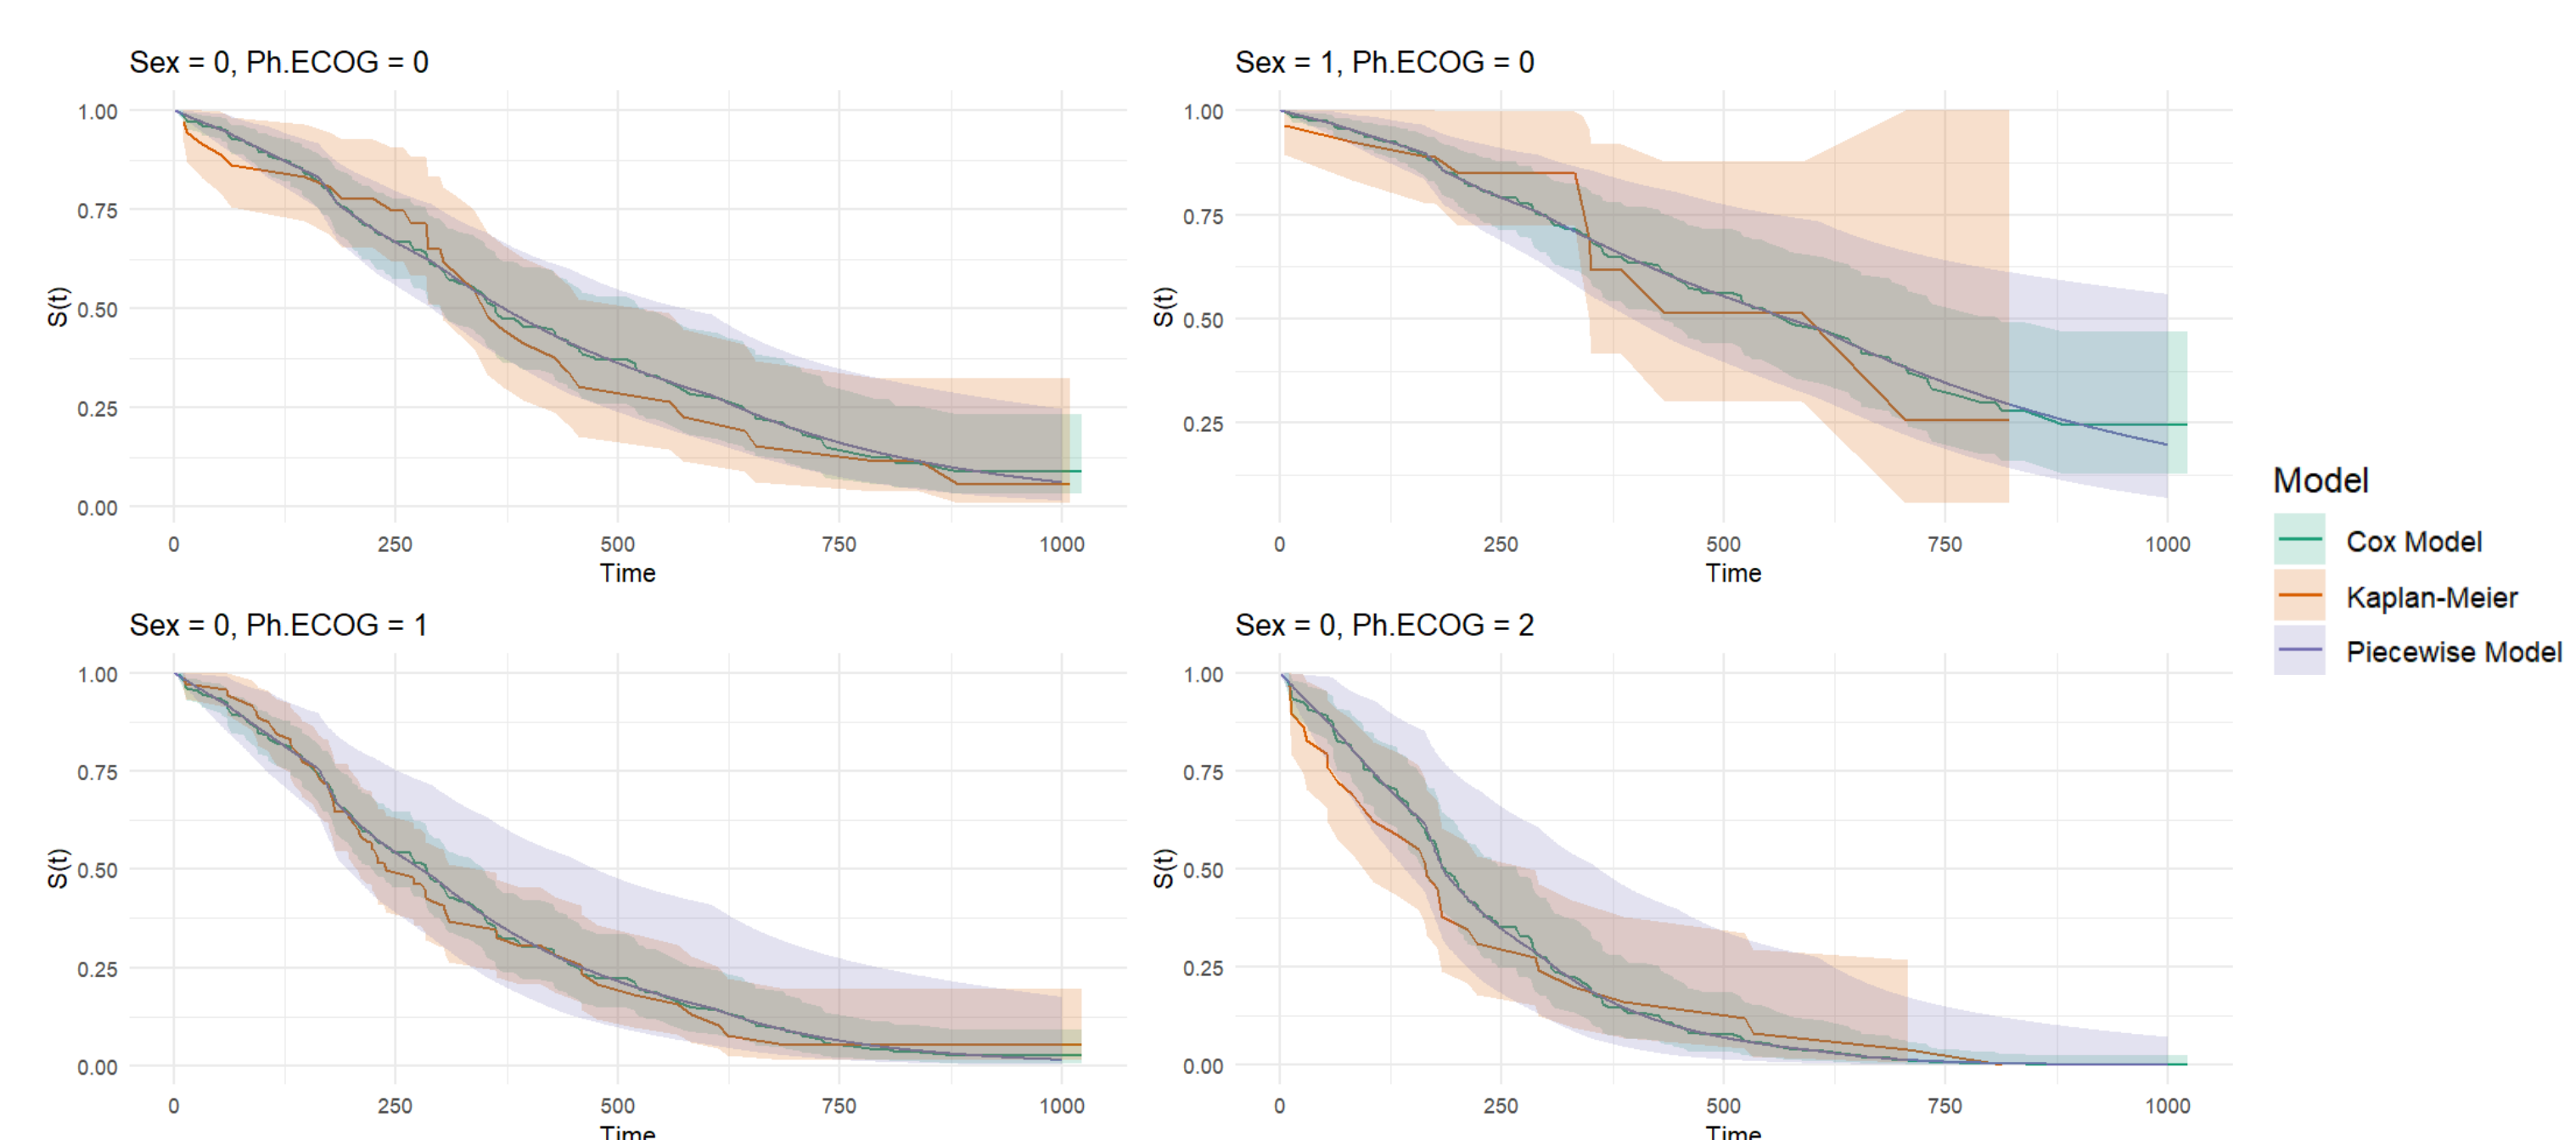 Sex = 0, Ph.ECOG = 0
1.00
0.75
0.50
0.25
0.00
S(t)
0 250 500 750 1000
Time
Sex = 1, Ph.ECOG = 0
1.00
0.75
0.50
0.25
S(t)
0 250 500 750 1000
Time
Sex = 0, Ph.ECOG = 1
1.00
0.75
0.50
0.25
0.00
S(t)
0 250 500 750 1000
Time
Sex = 0, Ph.ECOG = 2
1.00
0.75
0.50
0.25
0.00
S(t)
0 250 500 750 1000
Time
Model
Cox Model
Kaplan-Meier
Piecewise Model